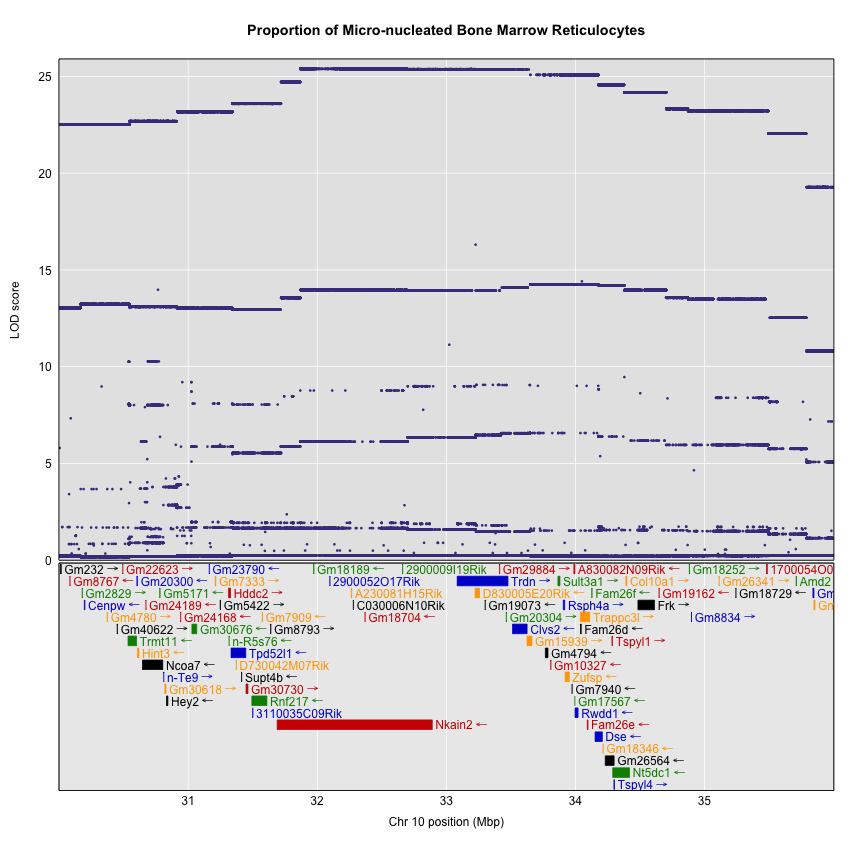 Proportion of Micro-nucleated Bone Marrow Reticulocytes
25
20
15
10
5
0
LOD score
Gm232 → Gm22623 → Gm23790 ← Gm18189 ← 2900009I19Rik Gm29884 → A830082N09Rik ← Gm18252 → 1700054O0
Gm8767 ← Gm20300 ← Gm7333 → 2900052O17Rik Trdn → Sult3a1 → Col10a1 → Gm26341 → Amd2
Gm2829 → Gm5171 ← Hddc2 → A230081H15Rik D830005E20Rik ← Fam26f ← Gm19162 ← Gm18729 ← Gm
Cenpw ← Gm24189 ← Gm5422 → C030006N10Rik Gm19073 ← Rsph4a → Frk → Gm
Gm4780 → Gm24168 ← Gm7909 ← Gm18704 ← Gm20304 → Trappc3l → Gm8834 →
Gm40622 → Gm30676 ← Gm8793 → Clvs2 ← Fam26d ←
Trmt11 ← n-R5s76 ← Gm15939 → Tspyl1 →
Hint3 ← Tpd52l1 ← Gm4794 ←
Ncoa7 ← D730042M07Rik Gm10327 ←
n-Te9 → Supt4b ← Zufsp ←
Gm30618 → Gm30730 → Gm7940 ←
Hey2 ← Rnf217 ← Gm17567 ←
3110035C09Rik Rwdd1 ←
Nkain2 ← Fam26e ←
Dse ←
Gm18346 ←
Gm26564 ←
Nt5dc1 →
Tspyl4 →
31 32 33 34 35
Chr 10 position (Mbp)